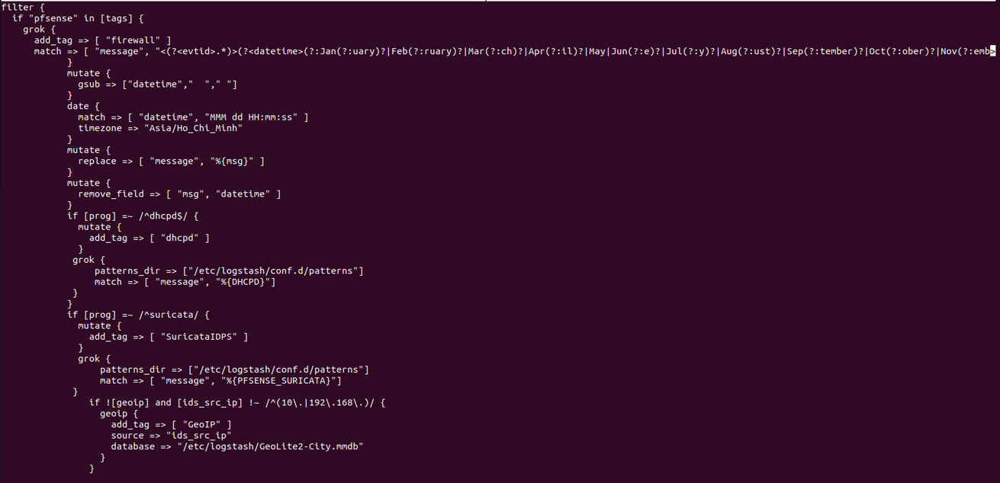 filter {
  if "pfsense" in [tags] {
    grok {
      add_tag => [ "firewall" ]
      match => [ "message", "<(?<evtid>.*)>(?<datetime>(?:Jan(?:uary)?|Feb(?:ruary)?|Mar(?:ch)?|Apr(?:il)?|May|Jun(?:e)?|Jul(?:y)?|Aug(?:ust)?|Sep(?:tember)?|Oct(?:ober)?|Nov(?:emb>
            }
            mutate {
              gsub => ["datetime","  "," "]
            }
            date {
              match => [ "datetime", "MMM dd HH:mm:ss" ]
              timezone => "Asia/Ho_Chi_Minh"
            }
            mutate {
              replace => [ "message", "%{msg}" ]
            }
            mutate {
              remove_field => [ "msg", "datetime" ]
            }
            if [prog] =~ /^dhcpd$/ {
              mutate {
                add_tag => [ "dhcpd" ]
              }
             grok {
                 patterns_dir => ["/etc/logstash/conf.d/patterns"]
                 match => [ "message", "%{DHCPD}"]
             }
            }
            if [prog] =~ /^suricata/ {
              mutate {
                add_tag => [ "SuricataIDPS" ]
              }
              grok {
                  patterns_dir => ["/etc/logstash/conf.d/patterns"]
                  match => [ "message", "%{PFSENSE_SURICATA}"]
             }
                if ![geoip] and [ids_src_ip] !~ /^(10\.|192\.168\.)/ {
                  geoip {
                    add_tag => [ "GeoIP" ]
                    source => "ids_src_ip"
                    database => "/etc/logstash/GeoLite2-City.mmdb"
                  }
                }